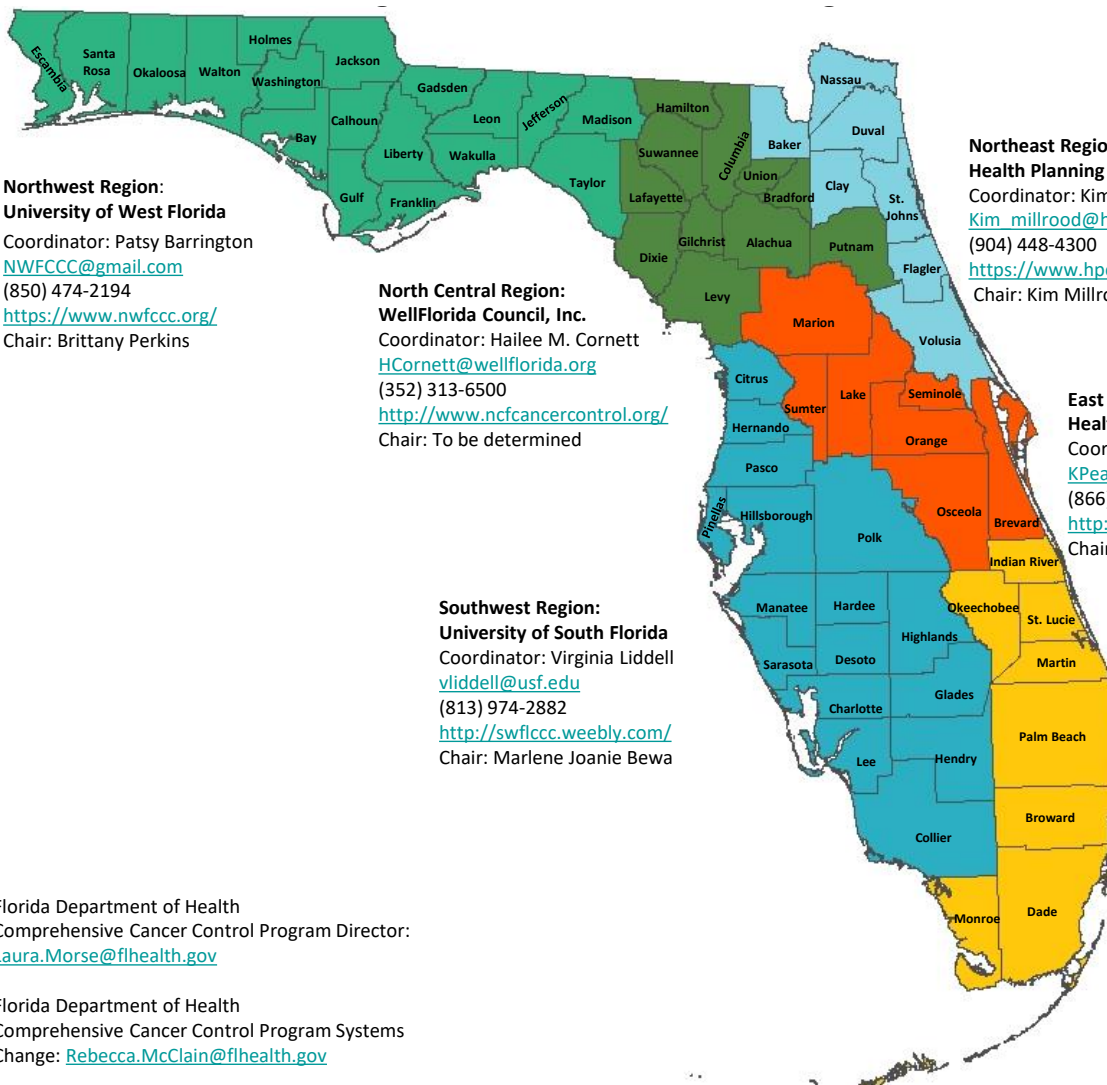 Escambia
Santa
Rosa
Okaloosa
Walton
Holmes
Washington
Jackson
Bay
Calhoun
Gulf
Gadsden
Liberty
Franklin
Leon
Wakulla
Jefferson
Madison
Taylor
Hamilton
Suwannee
Lafayette
Columbia
Union
Bradford
Dixie
Gilchrist
Alachua
Putnam
Levy
Nassau
Duval
Baker
Clay
St.
Johns
Flagler
Volusia
Northwest Region:
University of West Florida
Coordinator: Patsy Barrington
NWFCCC@gmail.com
(850) 474-2194
https://www.nwfccc.org/
Chair: Brittany Perkins
North Central Region:
WellFlorida Council, Inc.
Coordinator: Hailee M. Cornett
HCornett@wellflorida.org
(352) 313-6500
http://www.ncfcancercontrol.org/
Chair: To be determined
Northeast Regio
Health Planning
Coordinator: Kim
Kim_millrood@h
(904) 448-4300
https://www.hp
Chair: Kim Millro
Marion
Citrus
Sumter
Lake
Seminole
Hernando
Orange
Pasco
Pinellas
Hillsborough
Polk
Osceola
Brevard
East
Heal
Coor
KPea
(866
http:
Chair
Indian River
Okeechobee
St. Lucie
Manatee
Hardee
Highlands
Sarasota
Desoto
Martin
Charlotte
Glades
Palm Beach
Lee
Hendry
Broward
Collier
Monroe
Dade
Southwest Region:
University of South Florida
Coordinator: Virginia Liddell
vliddell@usf.edu
(813) 974-2882
http://swflccc.weebly.com/
Chair: Marlene Joanie Bewa
Florida Department of Health
Comprehensive Cancer Control Program Director:
Laura.Morse@flhealth.gov
Florida Department of Health
Comprehensive Cancer Control Program Systems
Change: Rebecca.McClain@flhealth.gov